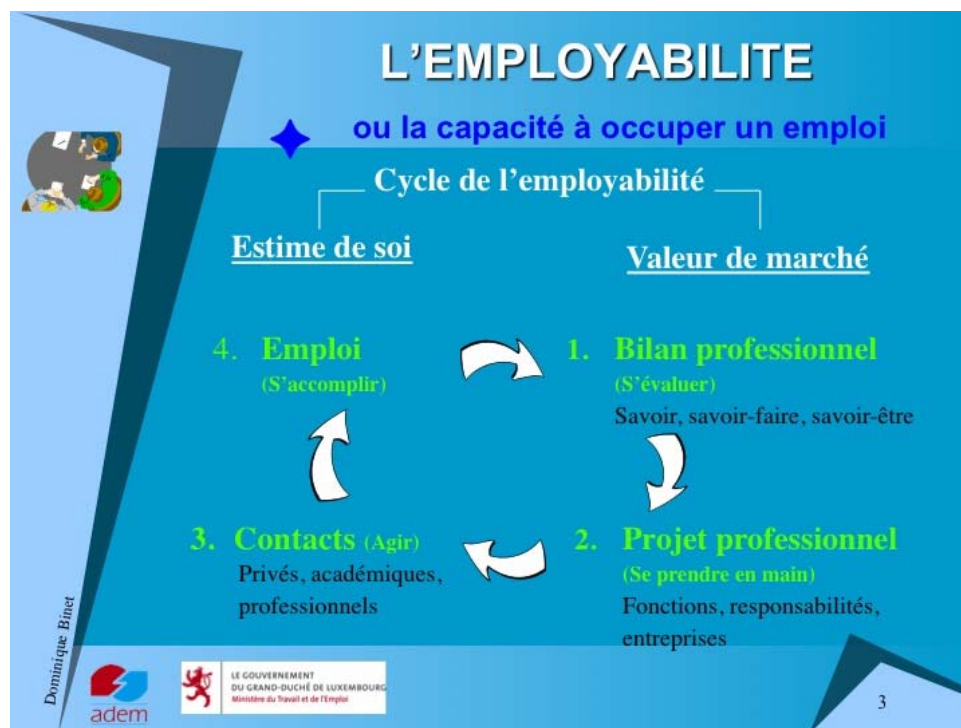 L'EMPLOYABILITE
ou la capacité à occuper un emploi
Cycle de l'employabilité
Estime de soi
Valeur de marché
4. Emploi
(S'accomplir)
1. Bilan professionnel
(S'évaluer)
Savoir, savoir-faire, savoir-être
3. Contacts (Agir)
Privés, académiques,
professionnels
2. Projet professionnel
(Se prendre en main)
Fonctions, responsabilités,
entreprises
Dominique Binet
adem
LE GOUVERNEMENT
DU GRAND-DUCHÉ DE LUXEMBOURG
Ministère du Travail et de l'Emploi
3